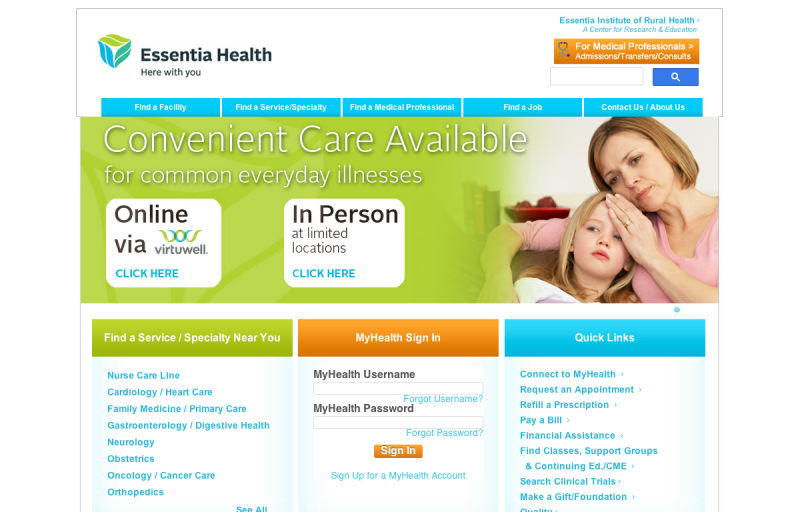 Essentia Institute of Rural Health ›
A Center for Research & Education
Essentia Health
Here with you
For Medical Professionals >
Admissions/Transfers/Consults
Find a Facility
Find a Service/Specialty
Find a Medical Professional
Find a Job
Contact Us / About Us
Convenient Care Available
for common everyday illnesses
Online
via virtuwell.
CLICK HERE
In Person
at limited
locations
CLICK HERE
Find a Service / Specialty Near You
Nurse Care Line
Cardiology / Heart Care
Family Medicine / Primary Care
Gastroenterology / Digestive Health
Neurology
Obstetrics
Oncology / Cancer Care
Orthopedics
See All
MyHealth Sign In
MyHealth Username
Forgot Username?
MyHealth Password
Forgot Password?
Sign In
Sign Up for a MyHealth Account
Quick Links
Connect to MyHealth ›
Request an Appointment ›
Refill a Prescription ›
Pay a Bill ›
Financial Assistance ›
Find Classes, Support Groups
& Continuing Ed./CME ›
Search Clinical Trials ›
Make a Gift/Foundation ›
Quality ›